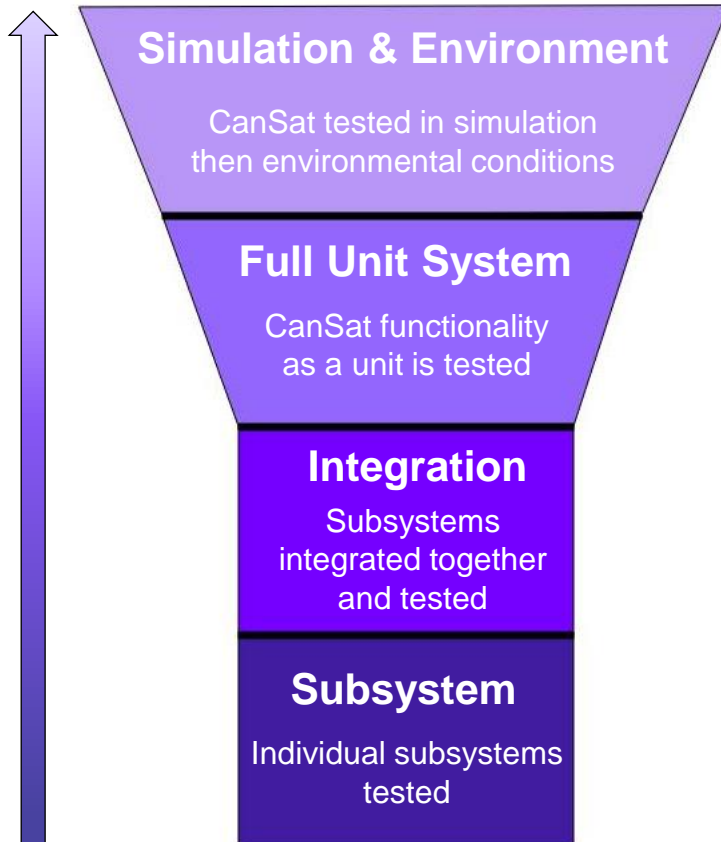 Simulation & Environment
CanSat tested in simulation
then environmental conditions
Full Unit System
CanSat functionality
as a unit is tested
Integration
Subsystems
integrated together
and tested
Subsystem
Individual subsystems
tested